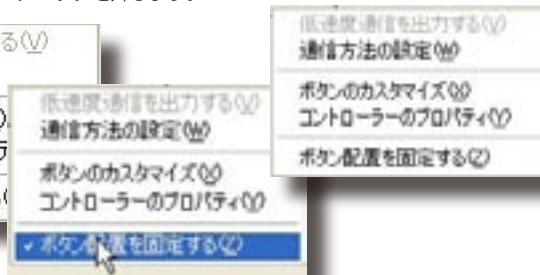 る(V)
低速度通信を出力する(V)
通信方法の設定(W)
ボタンのカスタマイズ(X)
コントローラーのプロパティ(Y)
✓ ボタン配置を固定する(Z)
低速度通信を出力する(V)
通信方法の設定(W)
ボタンのカスタマイズ(X)
コントローラーのプロパティ(Y)
ボタン配置を固定する(Z)